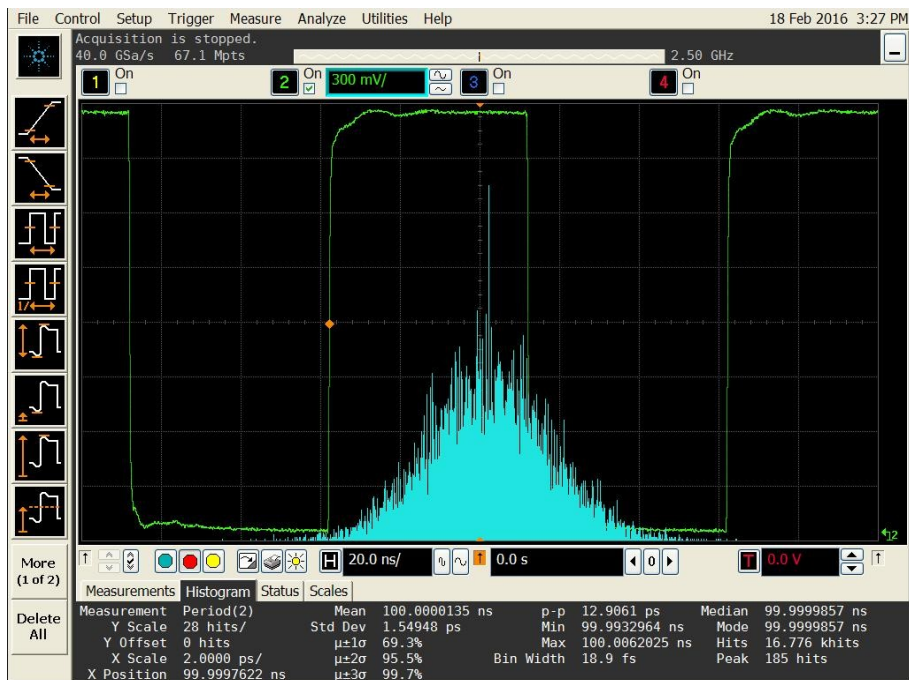 File Control Setup Trigger Measure Analyze Utilities Help 18 Feb 2016 3:27 PM
Acquisition is stopped.
40.0 GSa/s 67.1 Mpts 2.50 GHz
1 On 2 On 300 mV/ 3 On 4 On
1/
12
More
(1 of 2)
Delete
All
H 20.0 ns/ 0.0 s 0 T 0.0 V
Measurements Histogram Status Scales
Measurement Period(2) Mean 100.0000135 ns p-p 12.9061 ps Median 99.9999857 ns
Y Scale 28 hits/ Std Dev 1.54948 ps Min 99.9932964 ns Mode 99.9999857 ns
Y Offset 0 hits µ±1σ 69.3% Max 100.0062025 ns Hits 16.776 khits
X Scale 2.0000 ps/ µ±2σ 95.5% Bin Width 18.9 fs Peak 185 hits
X Position 99.9997622 ns µ±3σ 99.7%